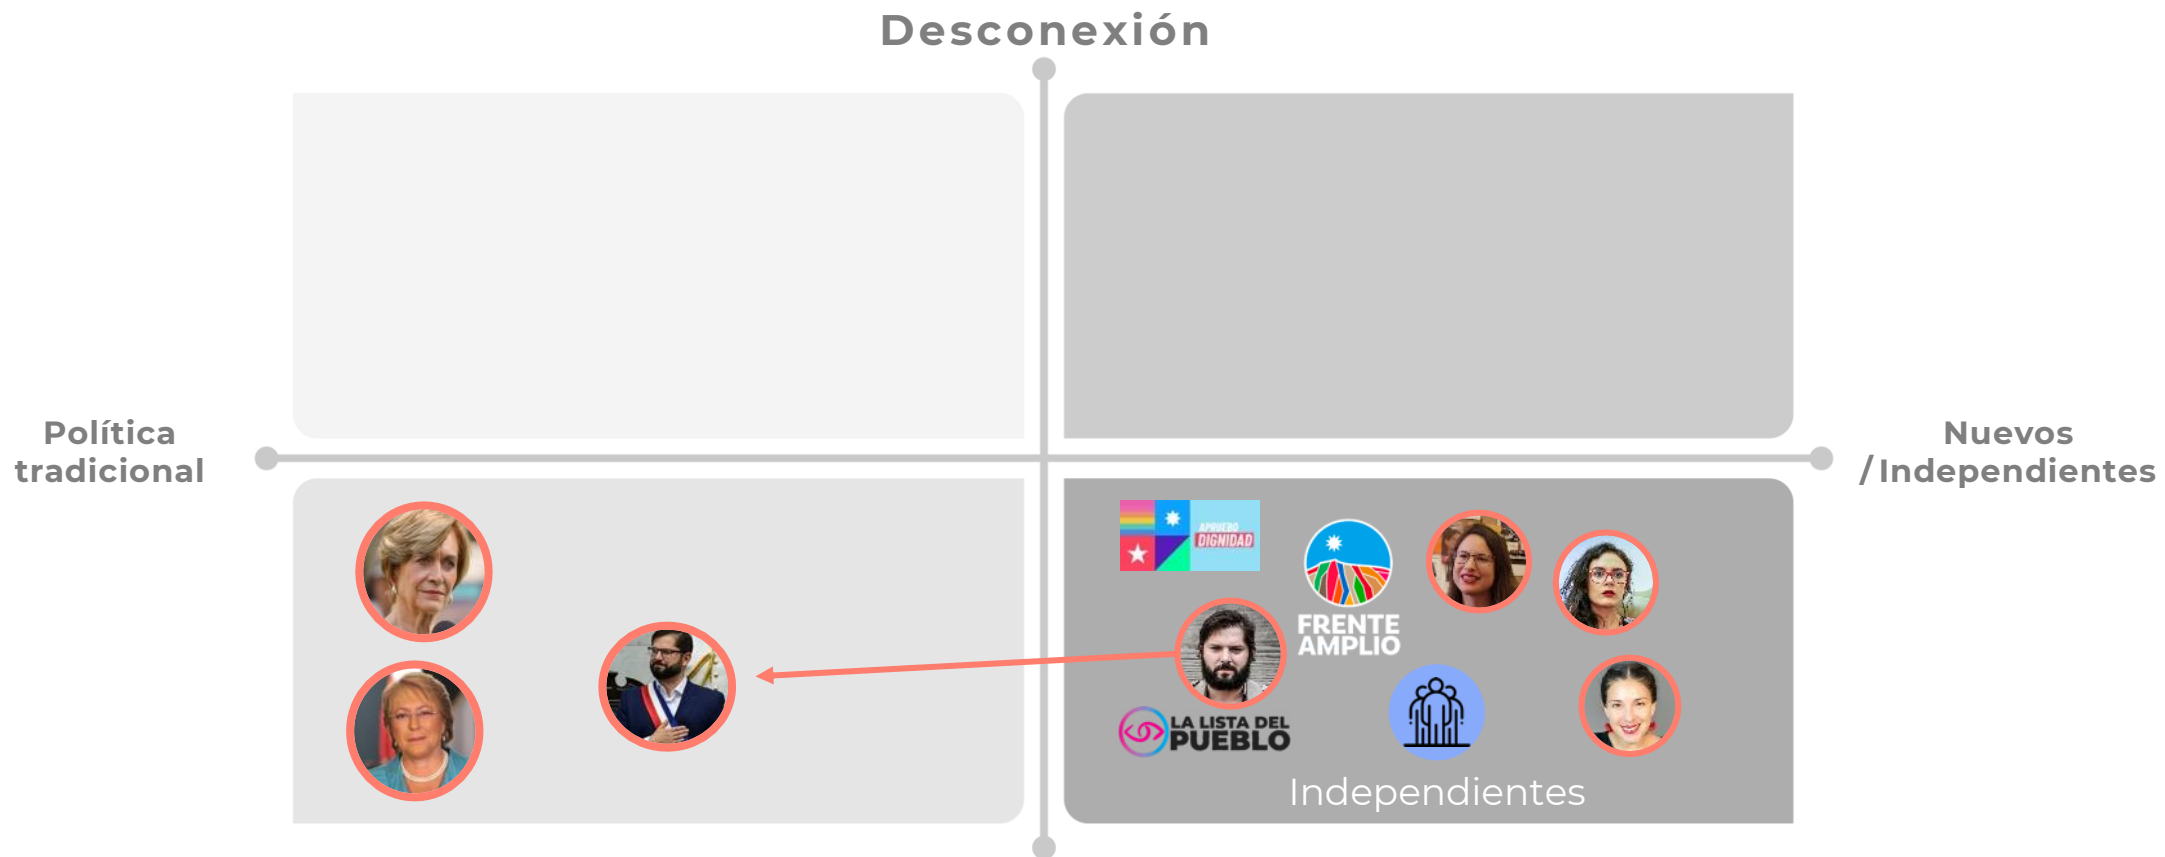 Desconexión
Política
tradicional
Nuevos
/Independientes
APRUEBO
DIGNIDAD
FRENTE
AMPLIO
LA LISTA DEL
PUEBLO
Independientes